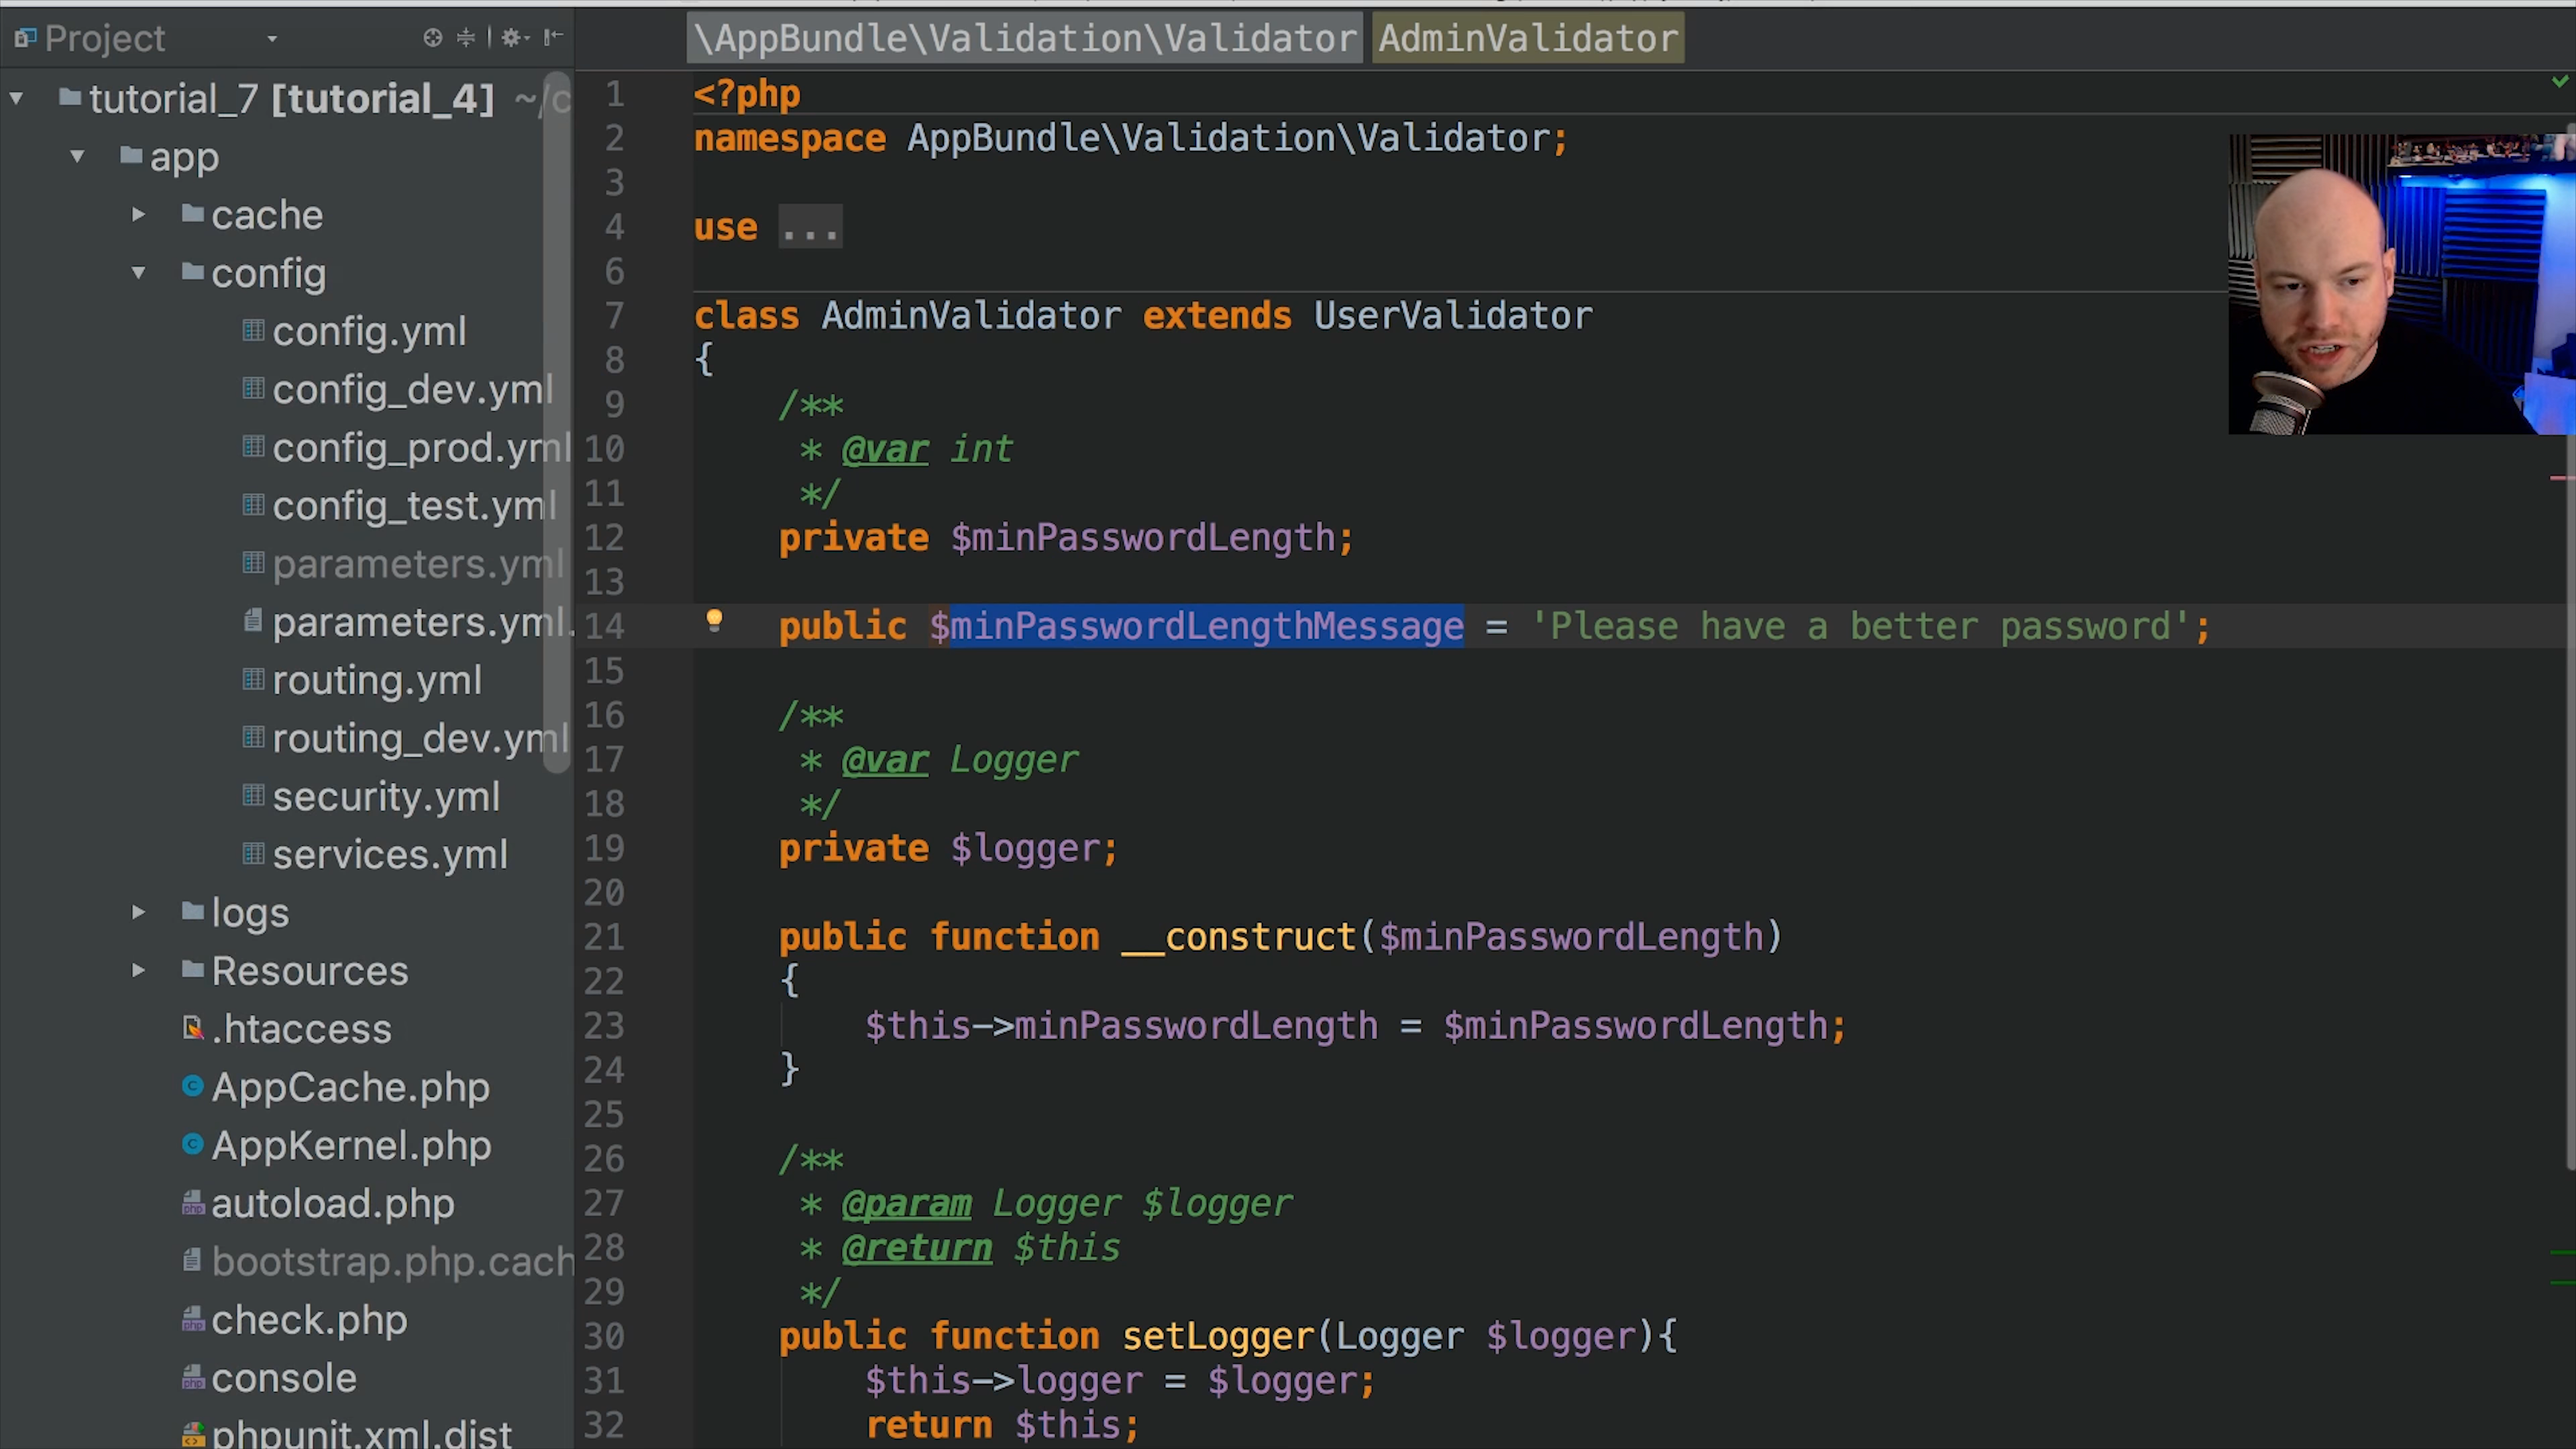 Project
tutorial_7 [tutorial_4] ~/c
app
cache
config
config.yml
config_dev.yml
config_prod.yml
config_test.yml
parameters.yml
parameters.yml.
routing.yml
routing_dev.yml
security.yml
services.yml
logs
Resources
.htaccess
AppCache.php
AppKernel.php
autoload.php
bootstrap.php.cach
check.php
console
phpunit.xml.dist
\AppBundle\Validation\Validator AdminValidator
1 <?php
2 namespace AppBundle\Validation\Validator;
3
4 use ...
6
7 class AdminValidator extends UserValidator
8 {
9 /**
10 * @var int
11 */
12 private $minPasswordLength;
13
14 public $minPasswordLengthMessage = 'Please have a better password';
15
16 /**
17 * @var Logger
18 */
19 private $logger;
20
21 public function __construct($minPasswordLength)
22 {
23 $this->minPasswordLength = $minPasswordLength;
24 }
25
26 /**
27 * @param Logger $logger
28 * @return $this
29 */
30 public function setLogger(Logger $logger){
31 $this->logger = $logger;
32 return $this;